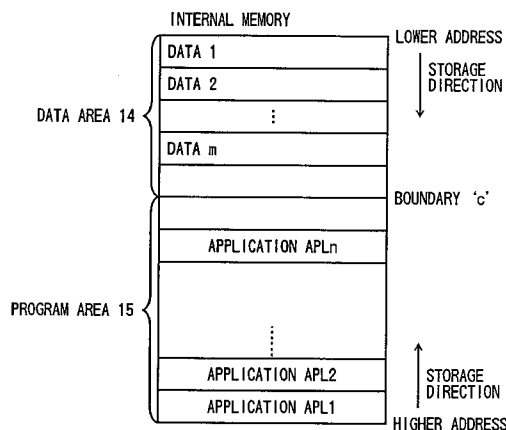 INTERNAL MEMORY
LOWER ADDRESS
DATA 1
STORAGE
DIRECTION
DATA 2
DATA AREA 14
DATA m
BOUNDARY ‘c’
APPLICATION APLn
PROGRAM AREA 15
APPLICATION APL2
STORAGE
DIRECTION
APPLICATION APL1
HIGHER ADDRESS